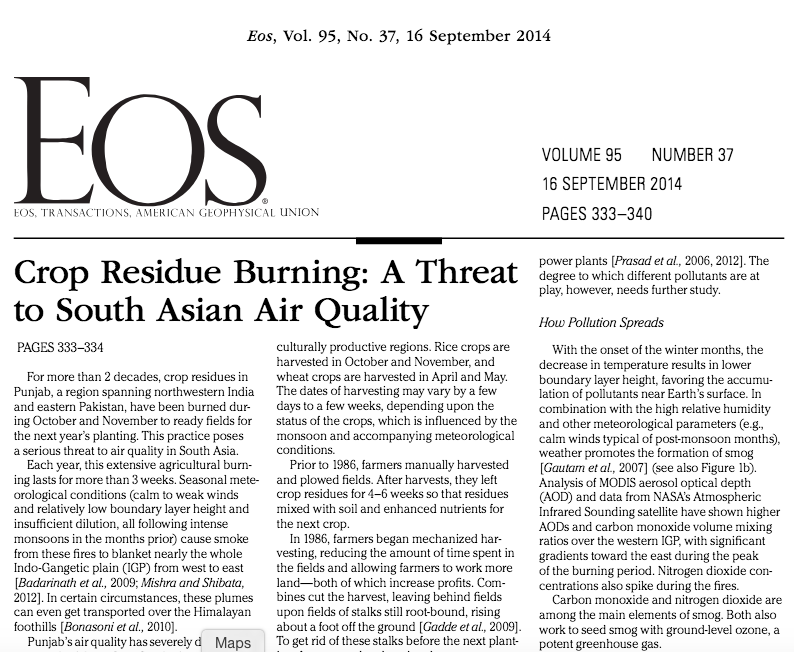 Eos, Vol. 95, No. 37, 16 September 2014
EOS®
EOS, TRANSACTIONS, AMERICAN GEOPHYSICAL UNION
VOLUME 95 NUMBER 37
16 SEPTEMBER 2014
PAGES 333–340
Crop Residue Burning: A Threat
to South Asian Air Quality
PAGES 333–334
For more than 2 decades, crop residues in
Punjab, a region spanning northwestern India
and eastern Pakistan, have been burned dur-
ing October and November to ready fields for
the next year's planting. This practice poses
a serious threat to air quality in South Asia.
Each year, this extensive agricultural burn-
ing lasts for more than 3 weeks. Seasonal mete-
orological conditions (calm to weak winds
and relatively low boundary layer height and
insufficient dilution, all following intense
monsoons in the months prior) cause smoke
from these fires to blanket nearly the whole
Indo-Gangetic plain (IGP) from west to east
[Badarinath et al., 2009; Mishra and Shibata,
2012]. In certain circumstances, these plumes
can even get transported over the Himalayan
foothills [Bonasoni et al., 2010].
Punjab's air quality has severely
culturally productive regions. Rice crops are
harvested in October and November, and
wheat crops are harvested in April and May.
The dates of harvesting may vary by a few
days to a few weeks, depending upon the
status of the crops, which is influenced by the
monsoon and accompanying meteorological
conditions.
Prior to 1986, farmers manually harvested
and plowed fields. After harvests, they left
crop residues for 4–6 weeks so that residues
mixed with soil and enhanced nutrients for
the next crop.
In 1986, farmers began mechanized har-
vesting, reducing the amount of time spent in
the fields and allowing farmers to work more
land—both of which increase profits. Com-
bines cut the harvest, leaving behind fields
upon fields of stalks still root-bound, rising
about a foot off the ground [Gadde et al., 2009].
To get rid of these stalks before the next plant-
power plants [Prasad et al., 2006, 2012]. The
degree to which different pollutants are at
play, however, needs further study.
How Pollution Spreads
With the onset of the winter months, the
decrease in temperature results in lower
boundary layer height, favoring the accumu-
lation of pollutants near Earth's surface. In
combination with the high relative humidity
and other meteorological parameters (e.g.,
calm winds typical of post-monsoon months),
weather promotes the formation of smog
[Gautam et al., 2007] (see also Figure 1b).
Analysis of MODIS aerosol optical depth
(AOD) and data from NASA's Atmospheric
Infrared Sounding satellite have shown higher
AODs and carbon monoxide volume mixing
ratios over the western IGP, with significant
gradients toward the east during the peak
of the burning period. Nitrogen dioxide con-
centrations also spike during the fires.
Carbon monoxide and nitrogen dioxide are
among the main elements of smog. Both also
work to seed smog with ground-level ozone, a
potent greenhouse gas.
Maps